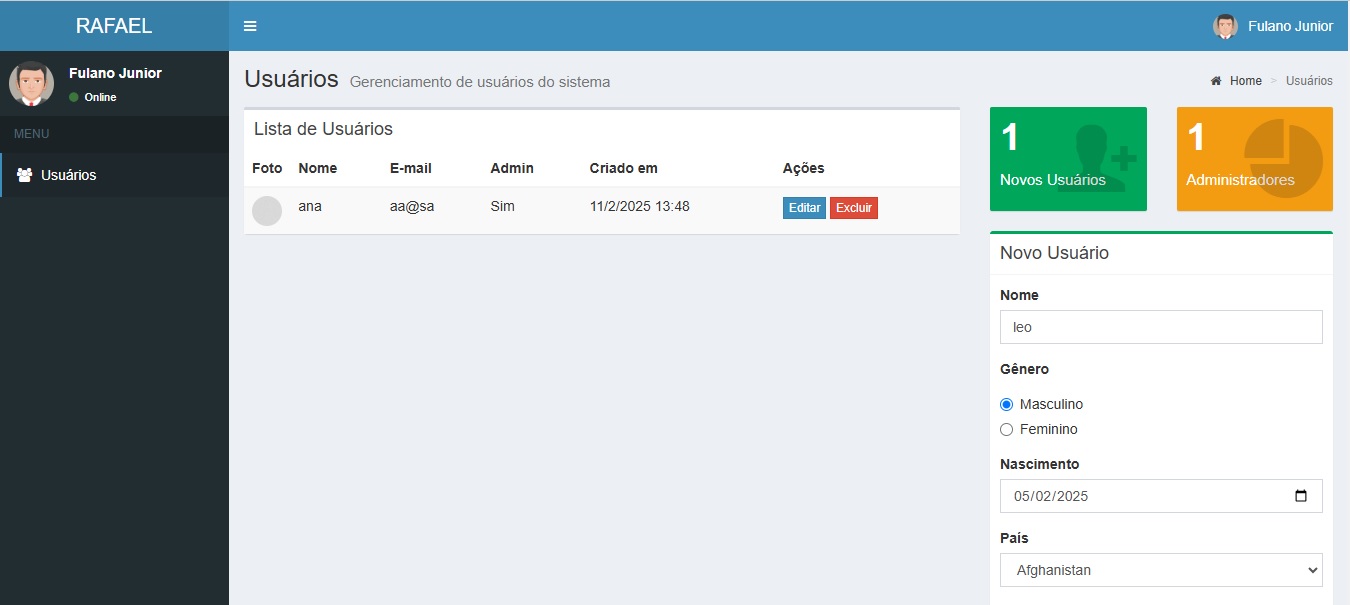 RAFAEL
Fulano Junior
Fulano Junior
Online
MENU
Usuários
Usuários Gerenciamento de usuários do sistema
Home > Usuários
Lista de Usuários
Foto Nome E-mail Admin Criado em Ações
ana aa@sa Sim 11/2/2025 13:48 Editar Excluir
1
Novos Usuários
1
Administradores
Novo Usuário
Nome
leo
Gênero
Masculino
Feminino
Nascimento
05/02/2025
País
Afghanistan